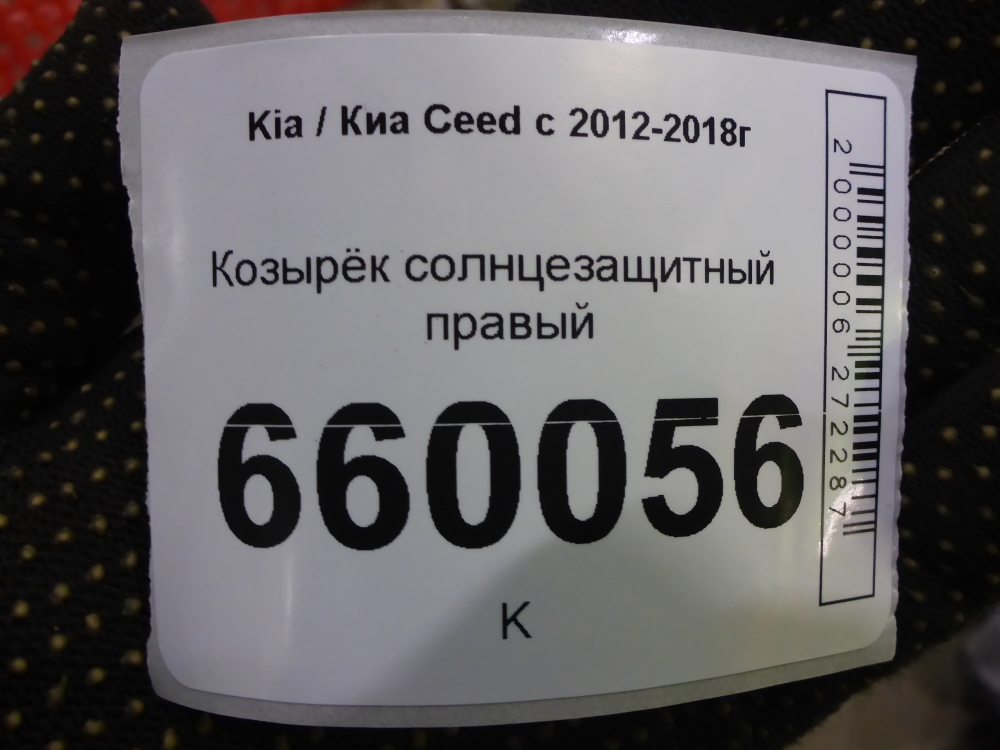 Kia / Киа Ceed с 2012-2018г
Козырёк солнцезащитный
правый
660056
К
2000006272287